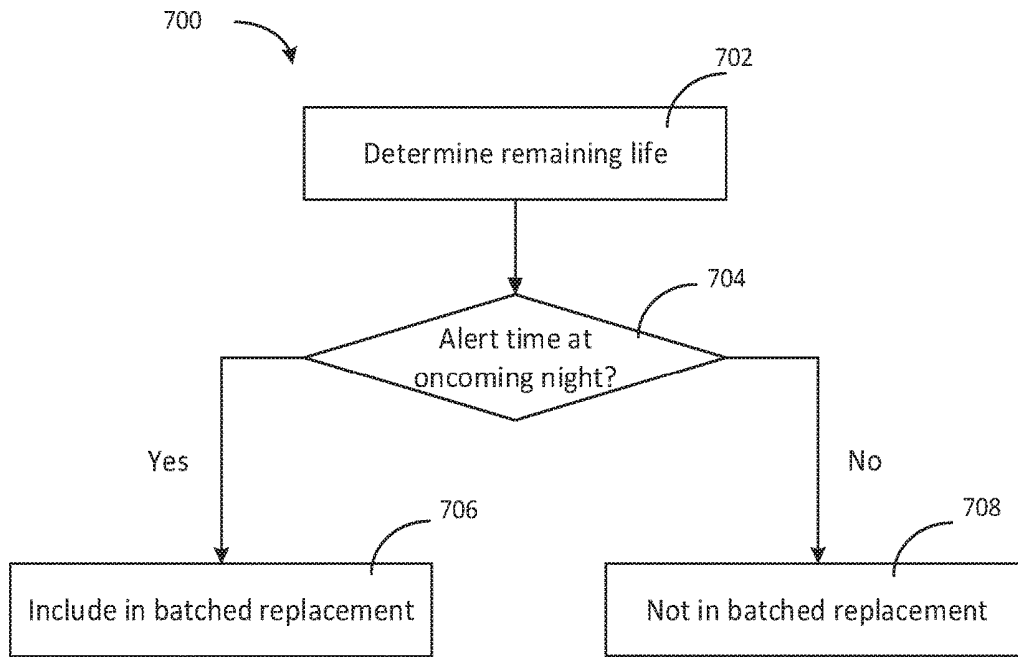 700
702
Determine remaining life
704
Alert time at
oncoming night?
Yes
No
706
708
Include in batched replacement
Not in batched replacement